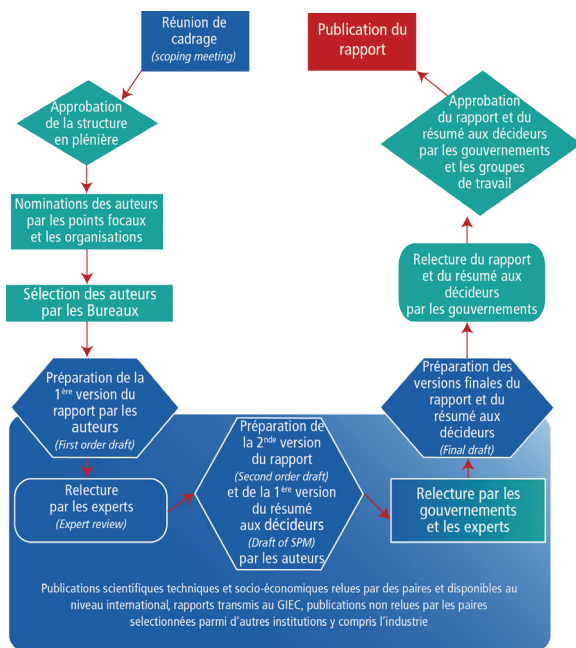 Réunion de
cadrage
(scoping meeting)
Approbation
de la structure
en plénière
Nominations des auteurs
par les points focaux
et les organisations
Sélection des auteurs
par les Bureaux
Préparation de la
1ère version du
rapport par les
auteurs
(First order draft)
Relecture
par les experts
(Expert review)
Préparation de
la 2nde version
du rapport
(Second order draft)
et de la 1ère version
du résumé
aux décideurs
(Draft of SPM)
par les auteurs
Relecture par les
gouvernements
et les experts
Préparation des
versions finales du
rapport et du
résumé aux
décideurs
(Final draft)
Relecture du rapport
et du résumé aux
décideurs
par les gouvernements
Approbation
du rapport et du
résumé aux décideurs
par les gouvernements
et les groupes
de travail
Publication du
rapport
Publications scientifiques techniques et socio-économiques relues par des paires et disponibles au
niveau international, rapports transmis au GIEC, publications non relues par les paires
selectionnées parmi d'autres institutions y compris l'industrie